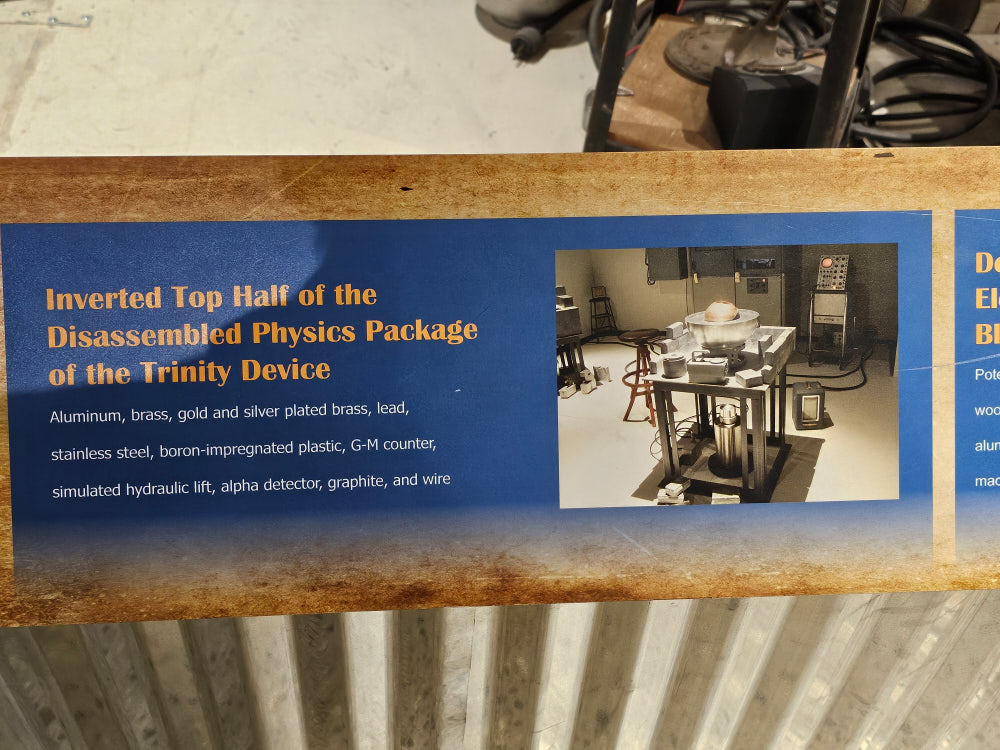 Inverted Top Half of the
Disassembled Physics Package
of the Trinity Device
Aluminum, brass, gold and silver plated brass, lead,
stainless steel, boron-impregnated plastic, G-M counter,
simulated hydraulic lift, alpha detector, graphite, and wire